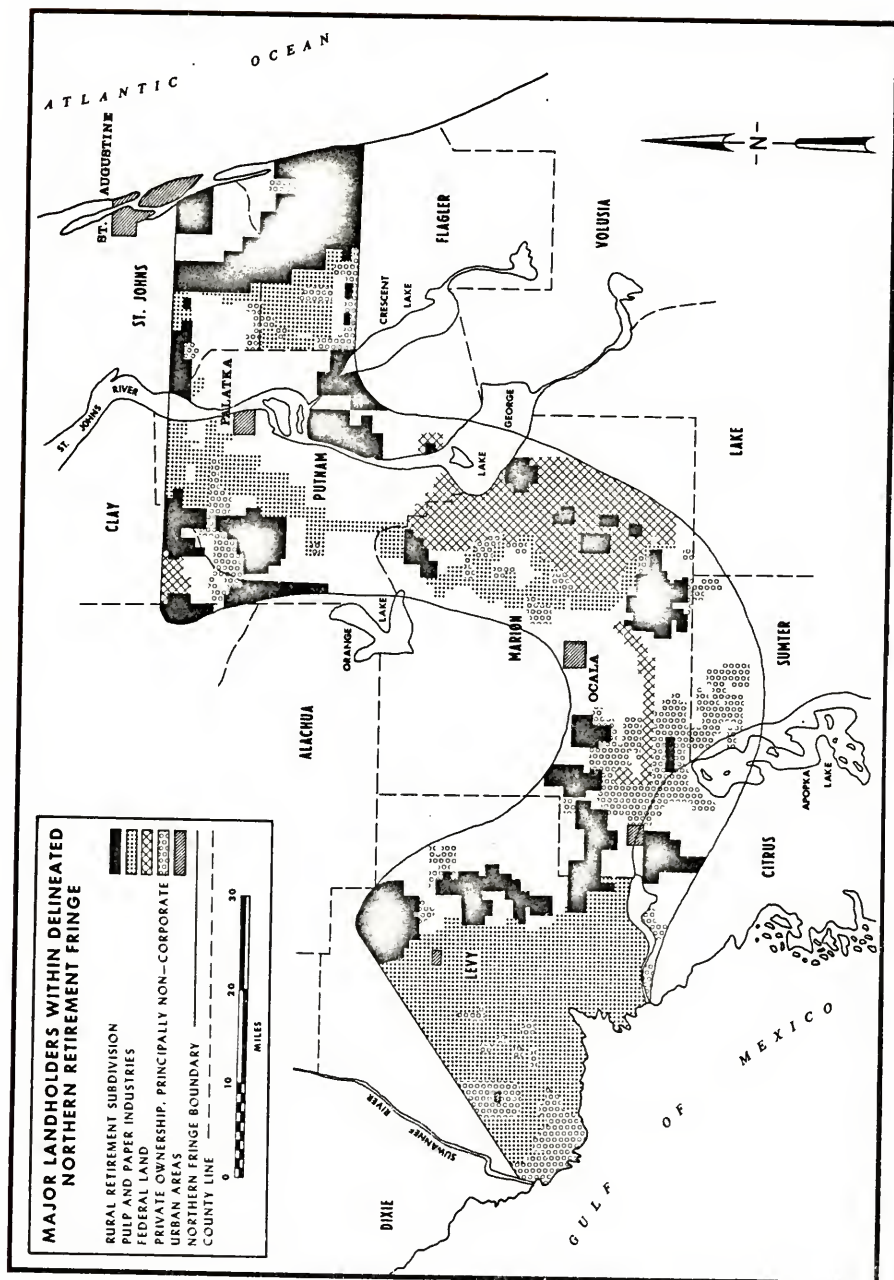 MAJOR LANDHOLDERS WITHIN DELINEATED
NORTHERN RETIREMENT FRINGE
RURAL RETIREMENT SUBDIVISION
PULP AND PAPER INDUSTRIES
FEDERAL LAND
PRIVATE OWNERSHIP, PRINCIPALLY NON-CORPORATE
URBAN AREAS
NORTHERN FRINGE BOUNDARY
COUNTY LINE
0 10 20 30
MILES
ATLANTIC OCEAN
ST. AUGUSTINE
ST. JOHNS
ST. JOHNS RIVER
CLAY
PALATKA
PUTNAM
FLAGLER
CRESCENT
LAKE
VOLUSIA
LAKE
GEORGE
ORANGE
LAKE
ALACHUA
MARION
OCALA
LAKE
SUMTER
APOPKA
LAKE
CITRUS
LEVY
SUWANNEE
RIVER
DIXIE
GULF OF MEXICO
-N-